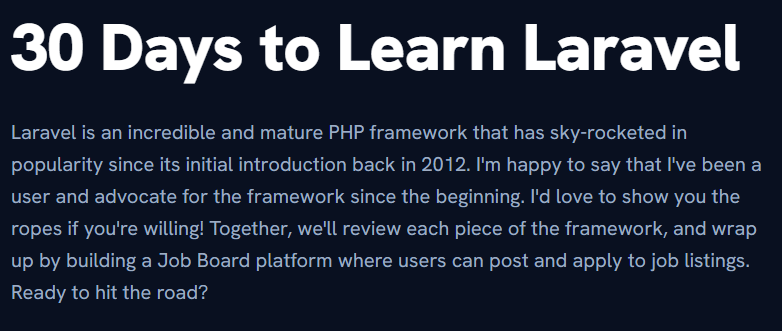 30 Days to Learn Laravel
Laravel is an incredible and mature PHP framework that has sky-rocketed in
popularity since its initial introduction back in 2012. I'm happy to say that I've been a
user and advocate for the framework since the beginning. I'd love to show you the
ropes if you're willing! Together, we'll review each piece of the framework, and wrap
up by building a Job Board platform where users can post and apply to job listings.
Ready to hit the road?